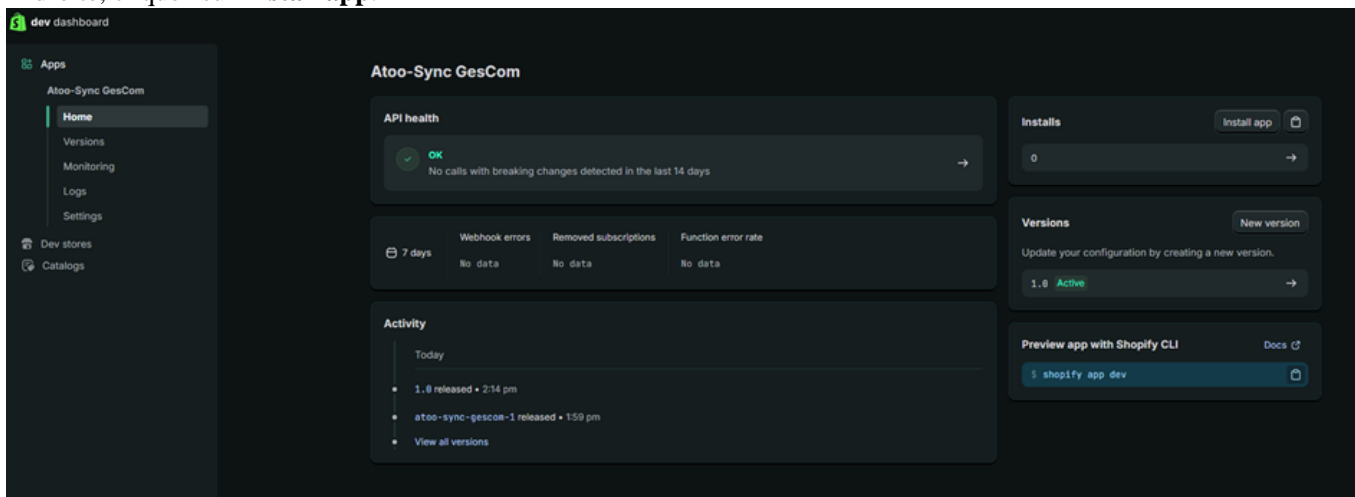 dev dashboard
Apps
Atoo-Sync GesCom
Home
Versions
Monitoring
Logs
Settings
Dev stores
Catalogs
Atoo-Sync GesCom
API health
OK
No calls with breaking changes detected in the last 14 days
7 days
Webhook errors
No data
Removed subscriptions
No data
Function error rate
No data
Activity
Today
1.0 released • 2:14 pm
atoo-sync-gescom-1 released • 1:59 pm
View all versions
Installs
Install app
0
Versions
New version
Update your configuration by creating a new version.
1.0 Active
Preview app with Shopify CLI
Docs
$ shopify app dev